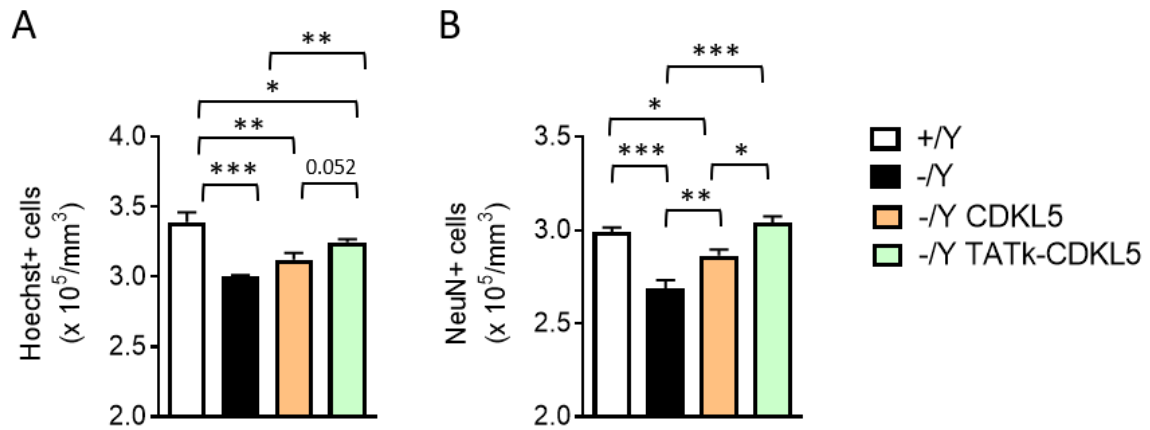 A
**
*
**
***
0.052
4.0
3.5
3.0
2.5
2.0
Hoechst+ cells
(x 10⁵/mm³)
B
***
*
***
*
**
3.5
3.0
2.5
2.0
NeuN+ cells
(x 10⁵/mm³)
+/Y
-/Y
-/Y CDKL5
-/Y TATk-CDKL5